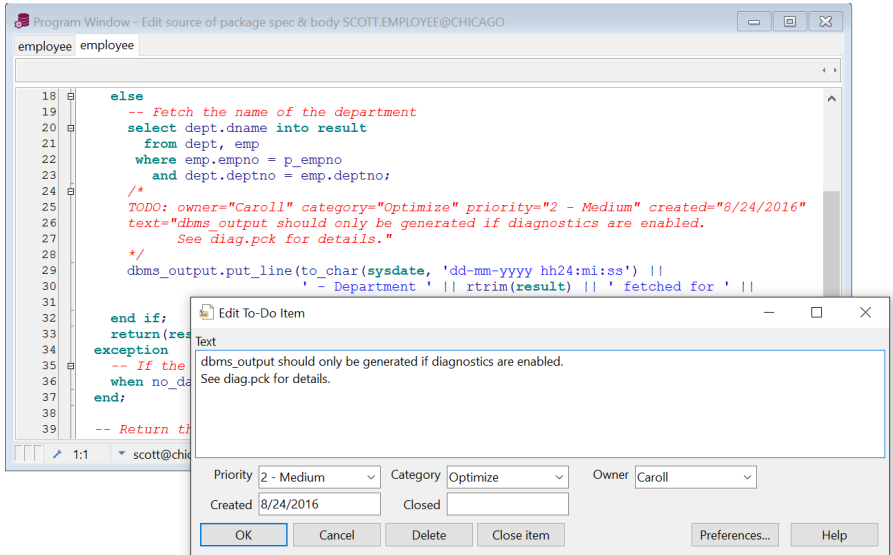 Program Window - Edit source of package spec & body SCOTT.EMPLOYEE@CHICAGO
employee employee
18 else
19 -- Fetch the name of the department
20 select dept.dname into result
21 from dept, emp
22 where emp.empno = p_empno
23 and dept.deptno = emp.deptno;
24 /*
25 TODO: owner="Caroll" category="Optimize" priority="2 - Medium" created="8/24/2016"
26 text="dbms_output should only be generated if diagnostics are enabled.
27 See diag.pck for details."
28 */
29 dbms_output.put_line(to_char(sysdate, 'dd-mm-yyyy hh24:mi:ss') ||
30 ' - Department ' || rtrim(result) || ' fetched for ' ||
31
32 end if;
33 return(res
34 exception
35 -- If the
36 when no_da
37 end;
38
39 -- Return th
1:1 scott@chic
Edit To-Do Item
Text
dbms_output should only be generated if diagnostics are enabled.
See diag.pck for details.
Priority 2 - Medium Category Optimize Owner Caroll
Created 8/24/2016 Closed
OK Cancel Delete Close item Preferences... Help